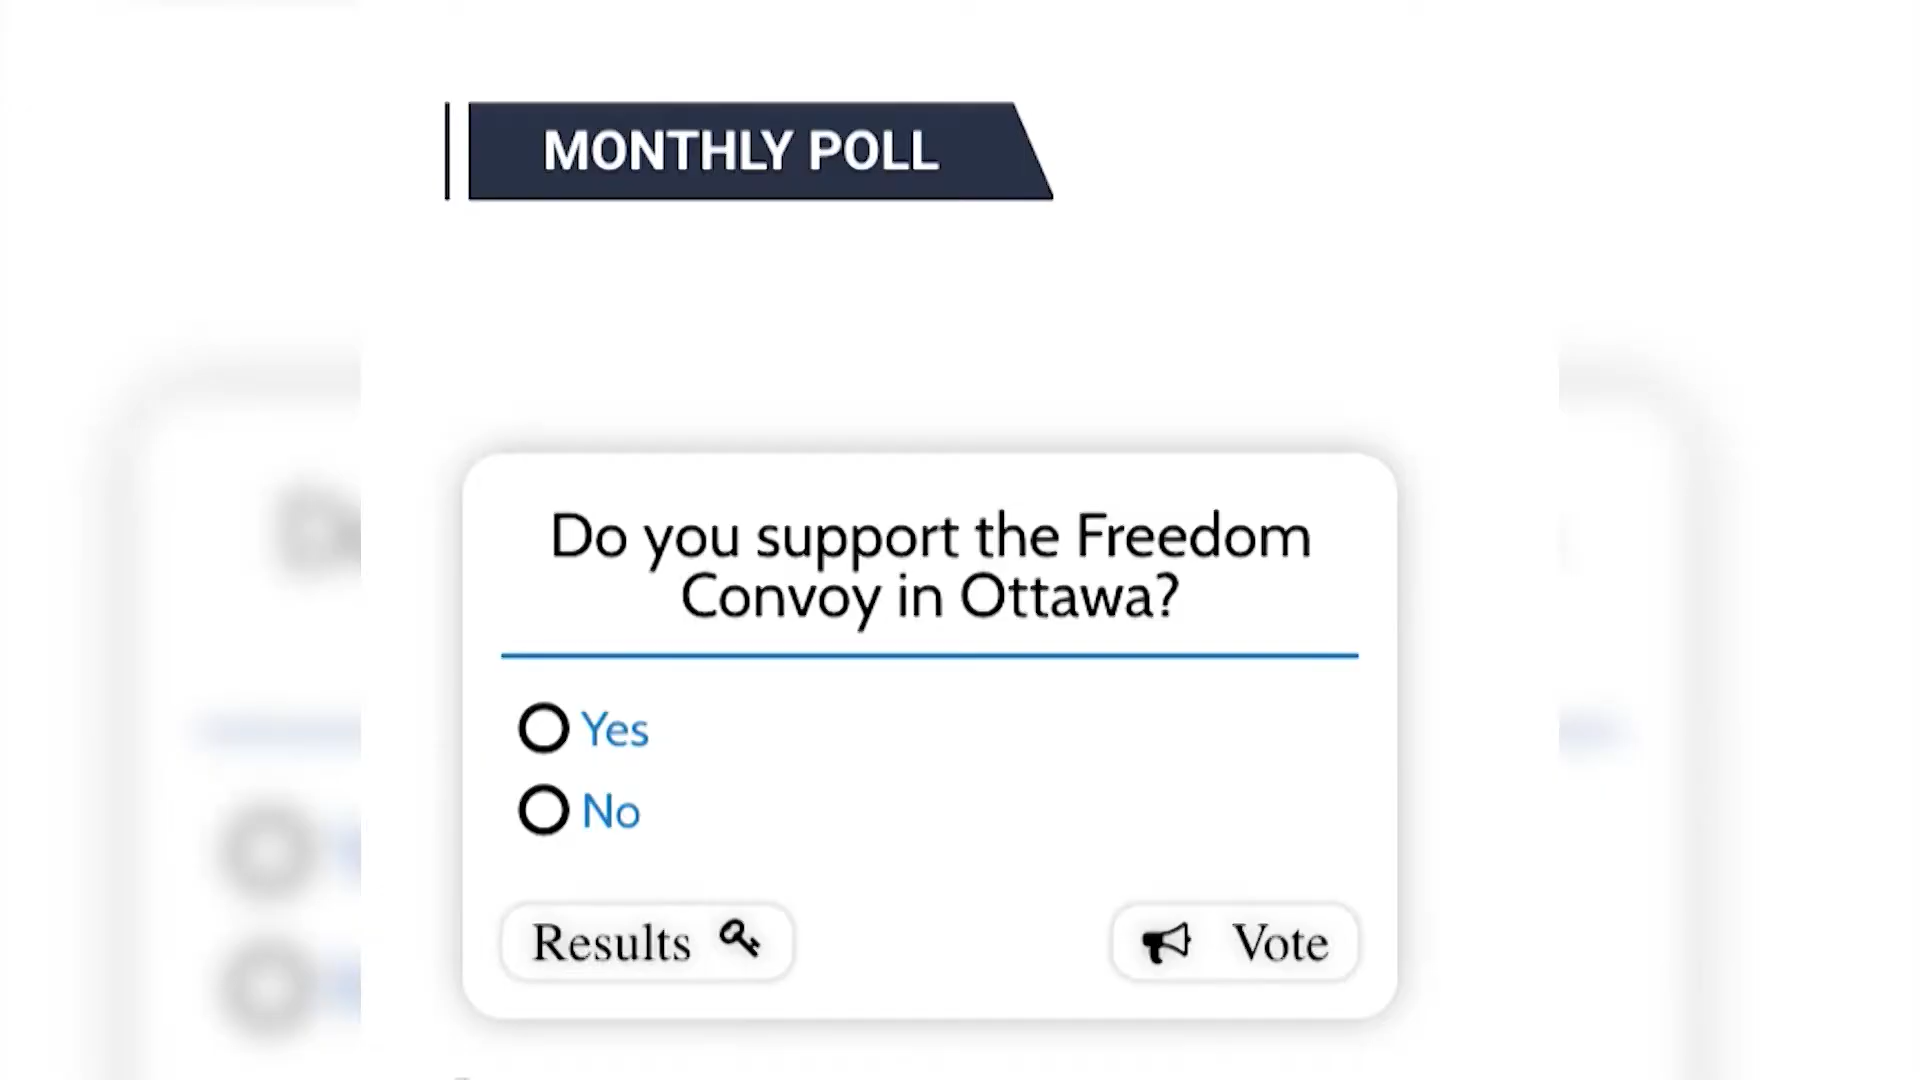 MONTHLY POLL
Do you support the Freedom
Convoy in Ottawa?
Yes
No
Results
Vote